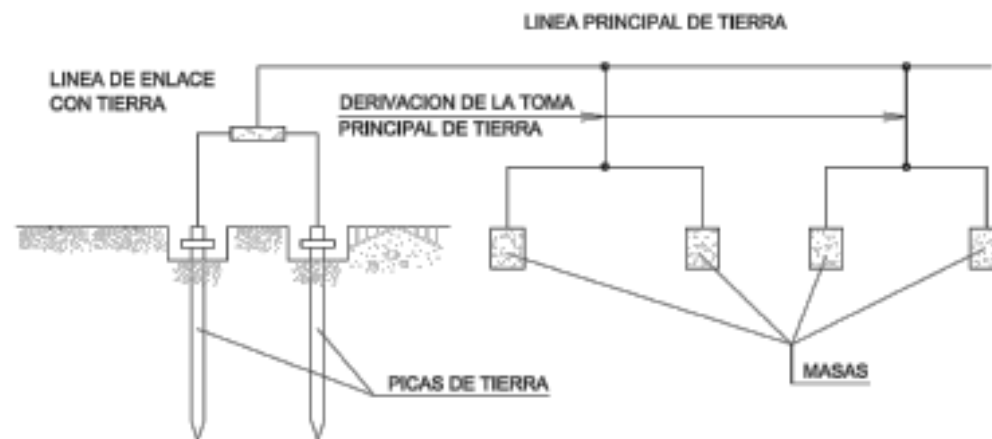 LINEA PRINCIPAL DE TIERRA
LINEA DE ENLACE
CON TIERRA
DERIVACION DE LA TOMA
PRINCIPAL DE TIERRA
PICAS DE TIERRA
MASAS